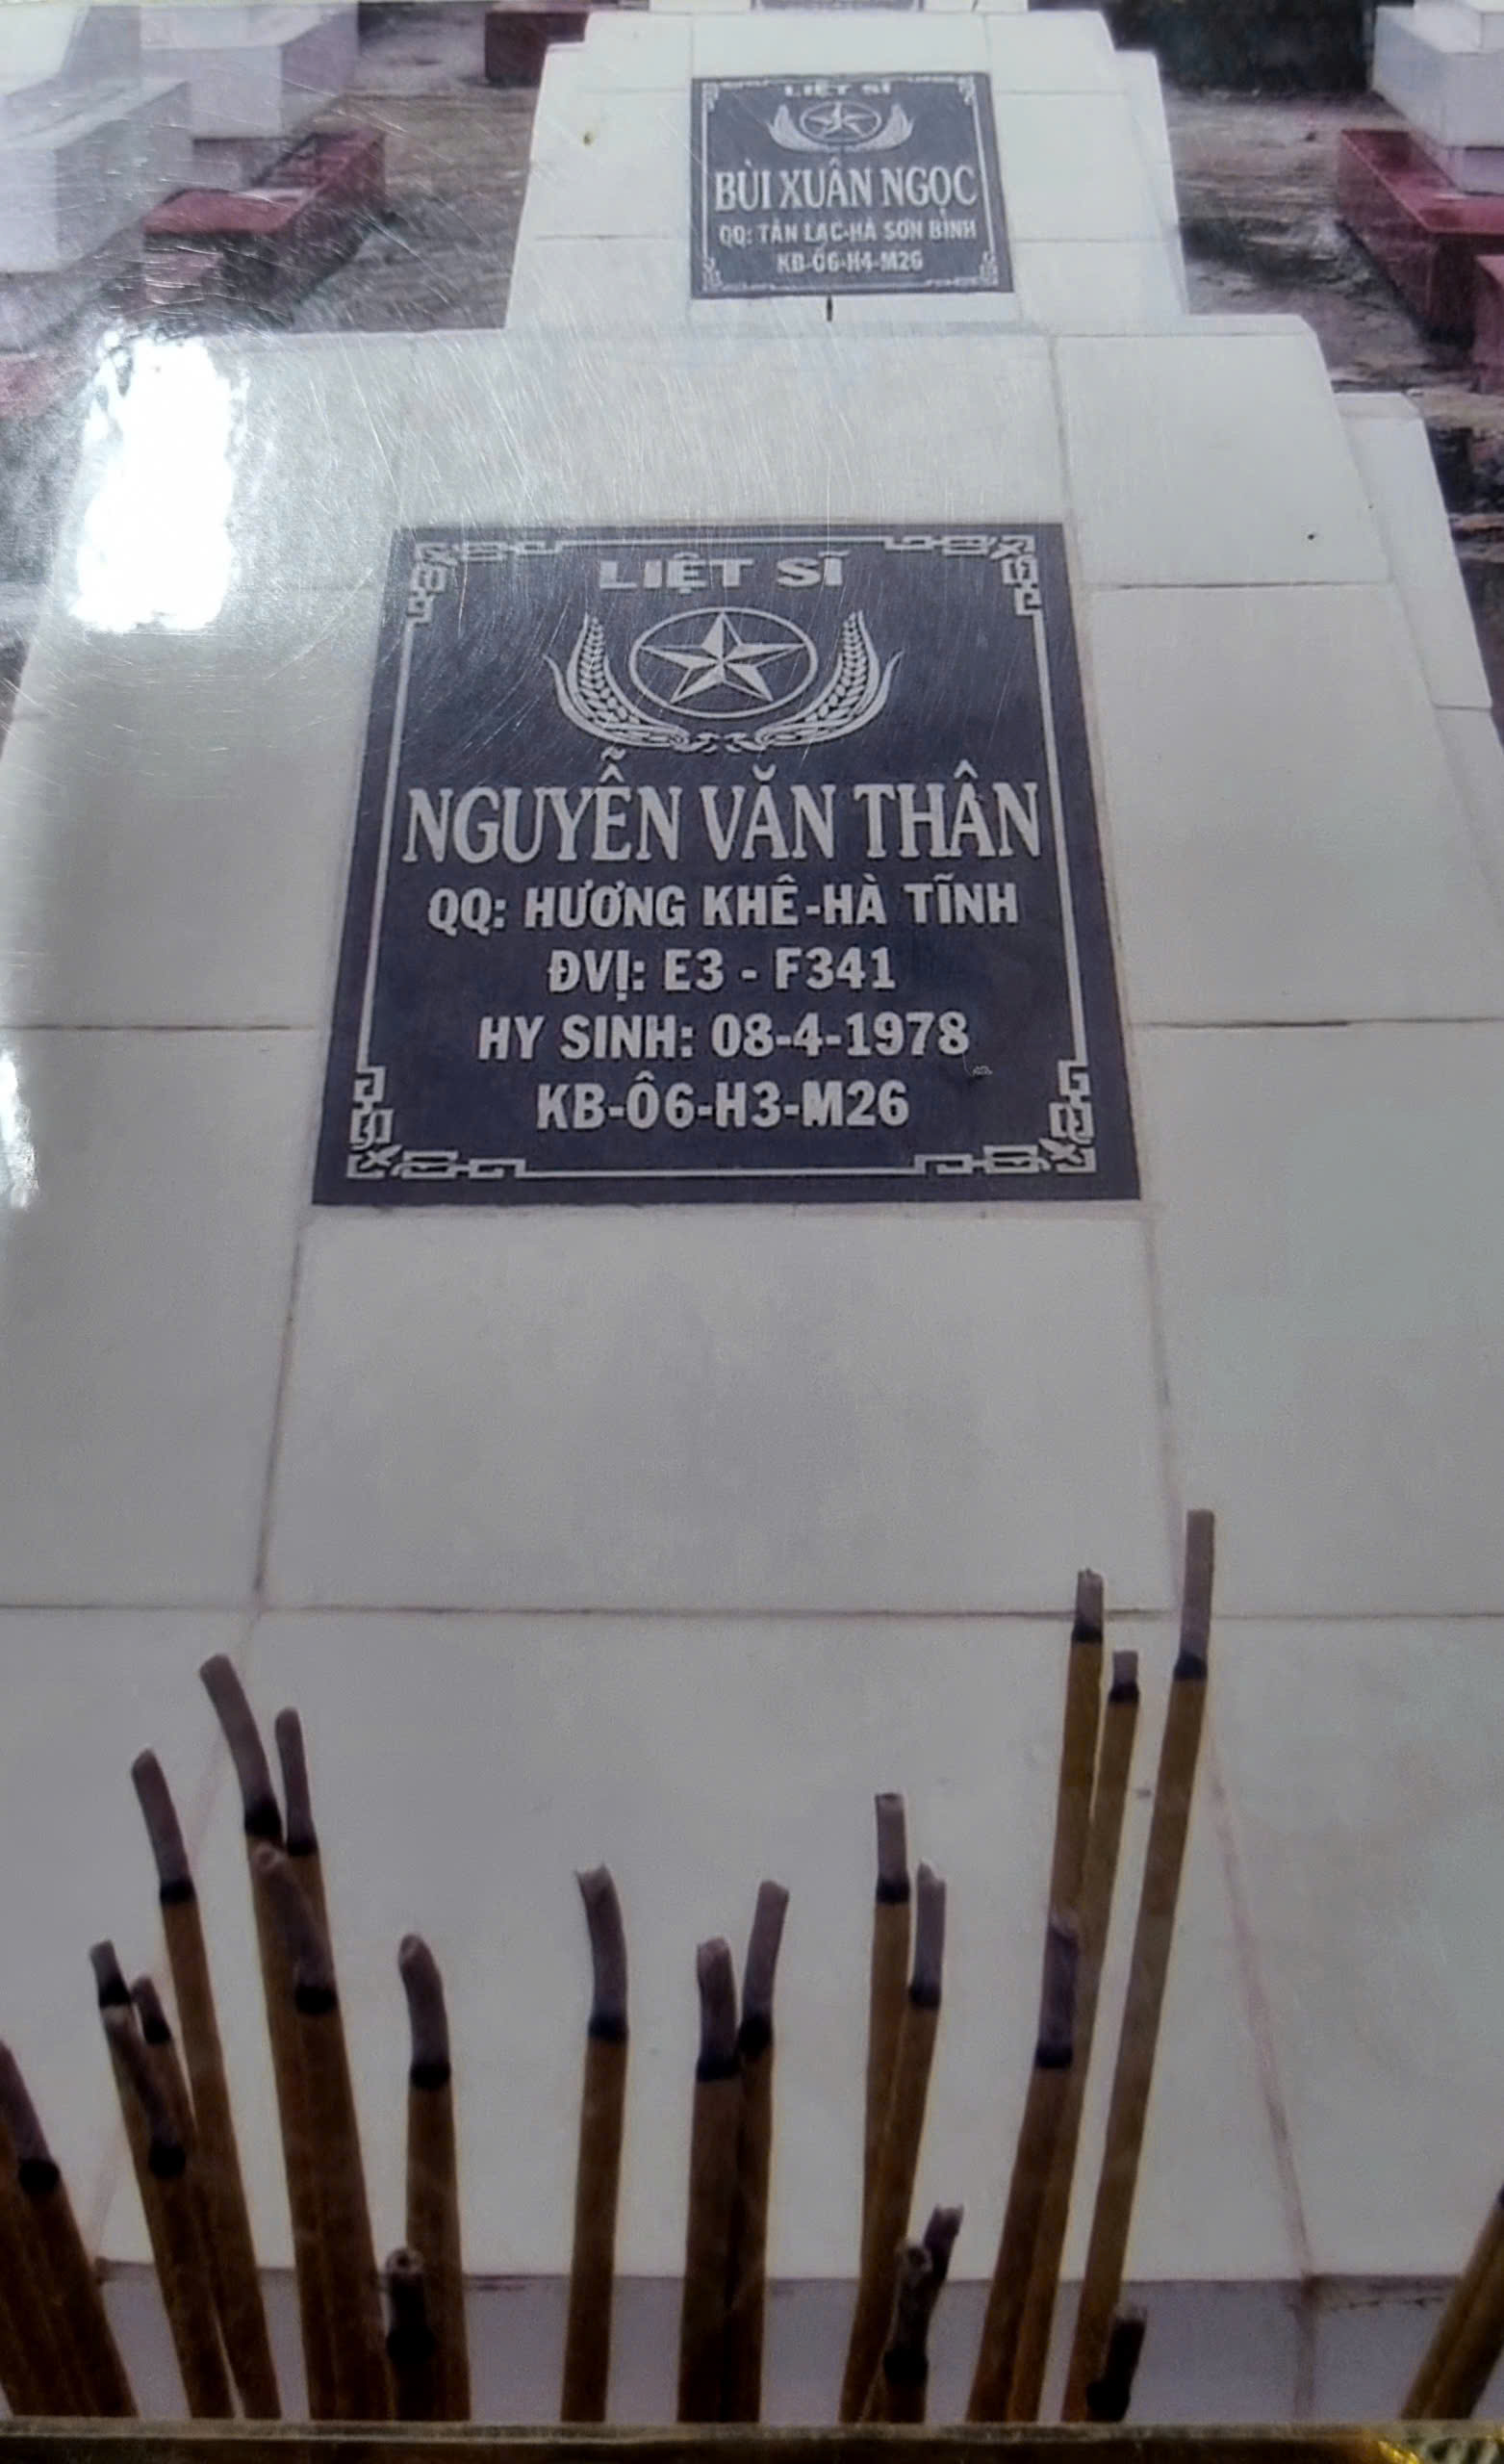 LIỆT SĨ
BÙI XUÂN NGỌC
QQ: TÂN LẠC-HÀ SƠN BÌNH
KB-Ô6-H4-M26
LIỆT SĨ
NGUYỄN VĂN THÂN
QQ: HƯƠNG KHÊ-HÀ TĨNH
ĐVỊ: E3 - F341
HY SINH: 08-4-1978
KB-Ô6-H3-M26